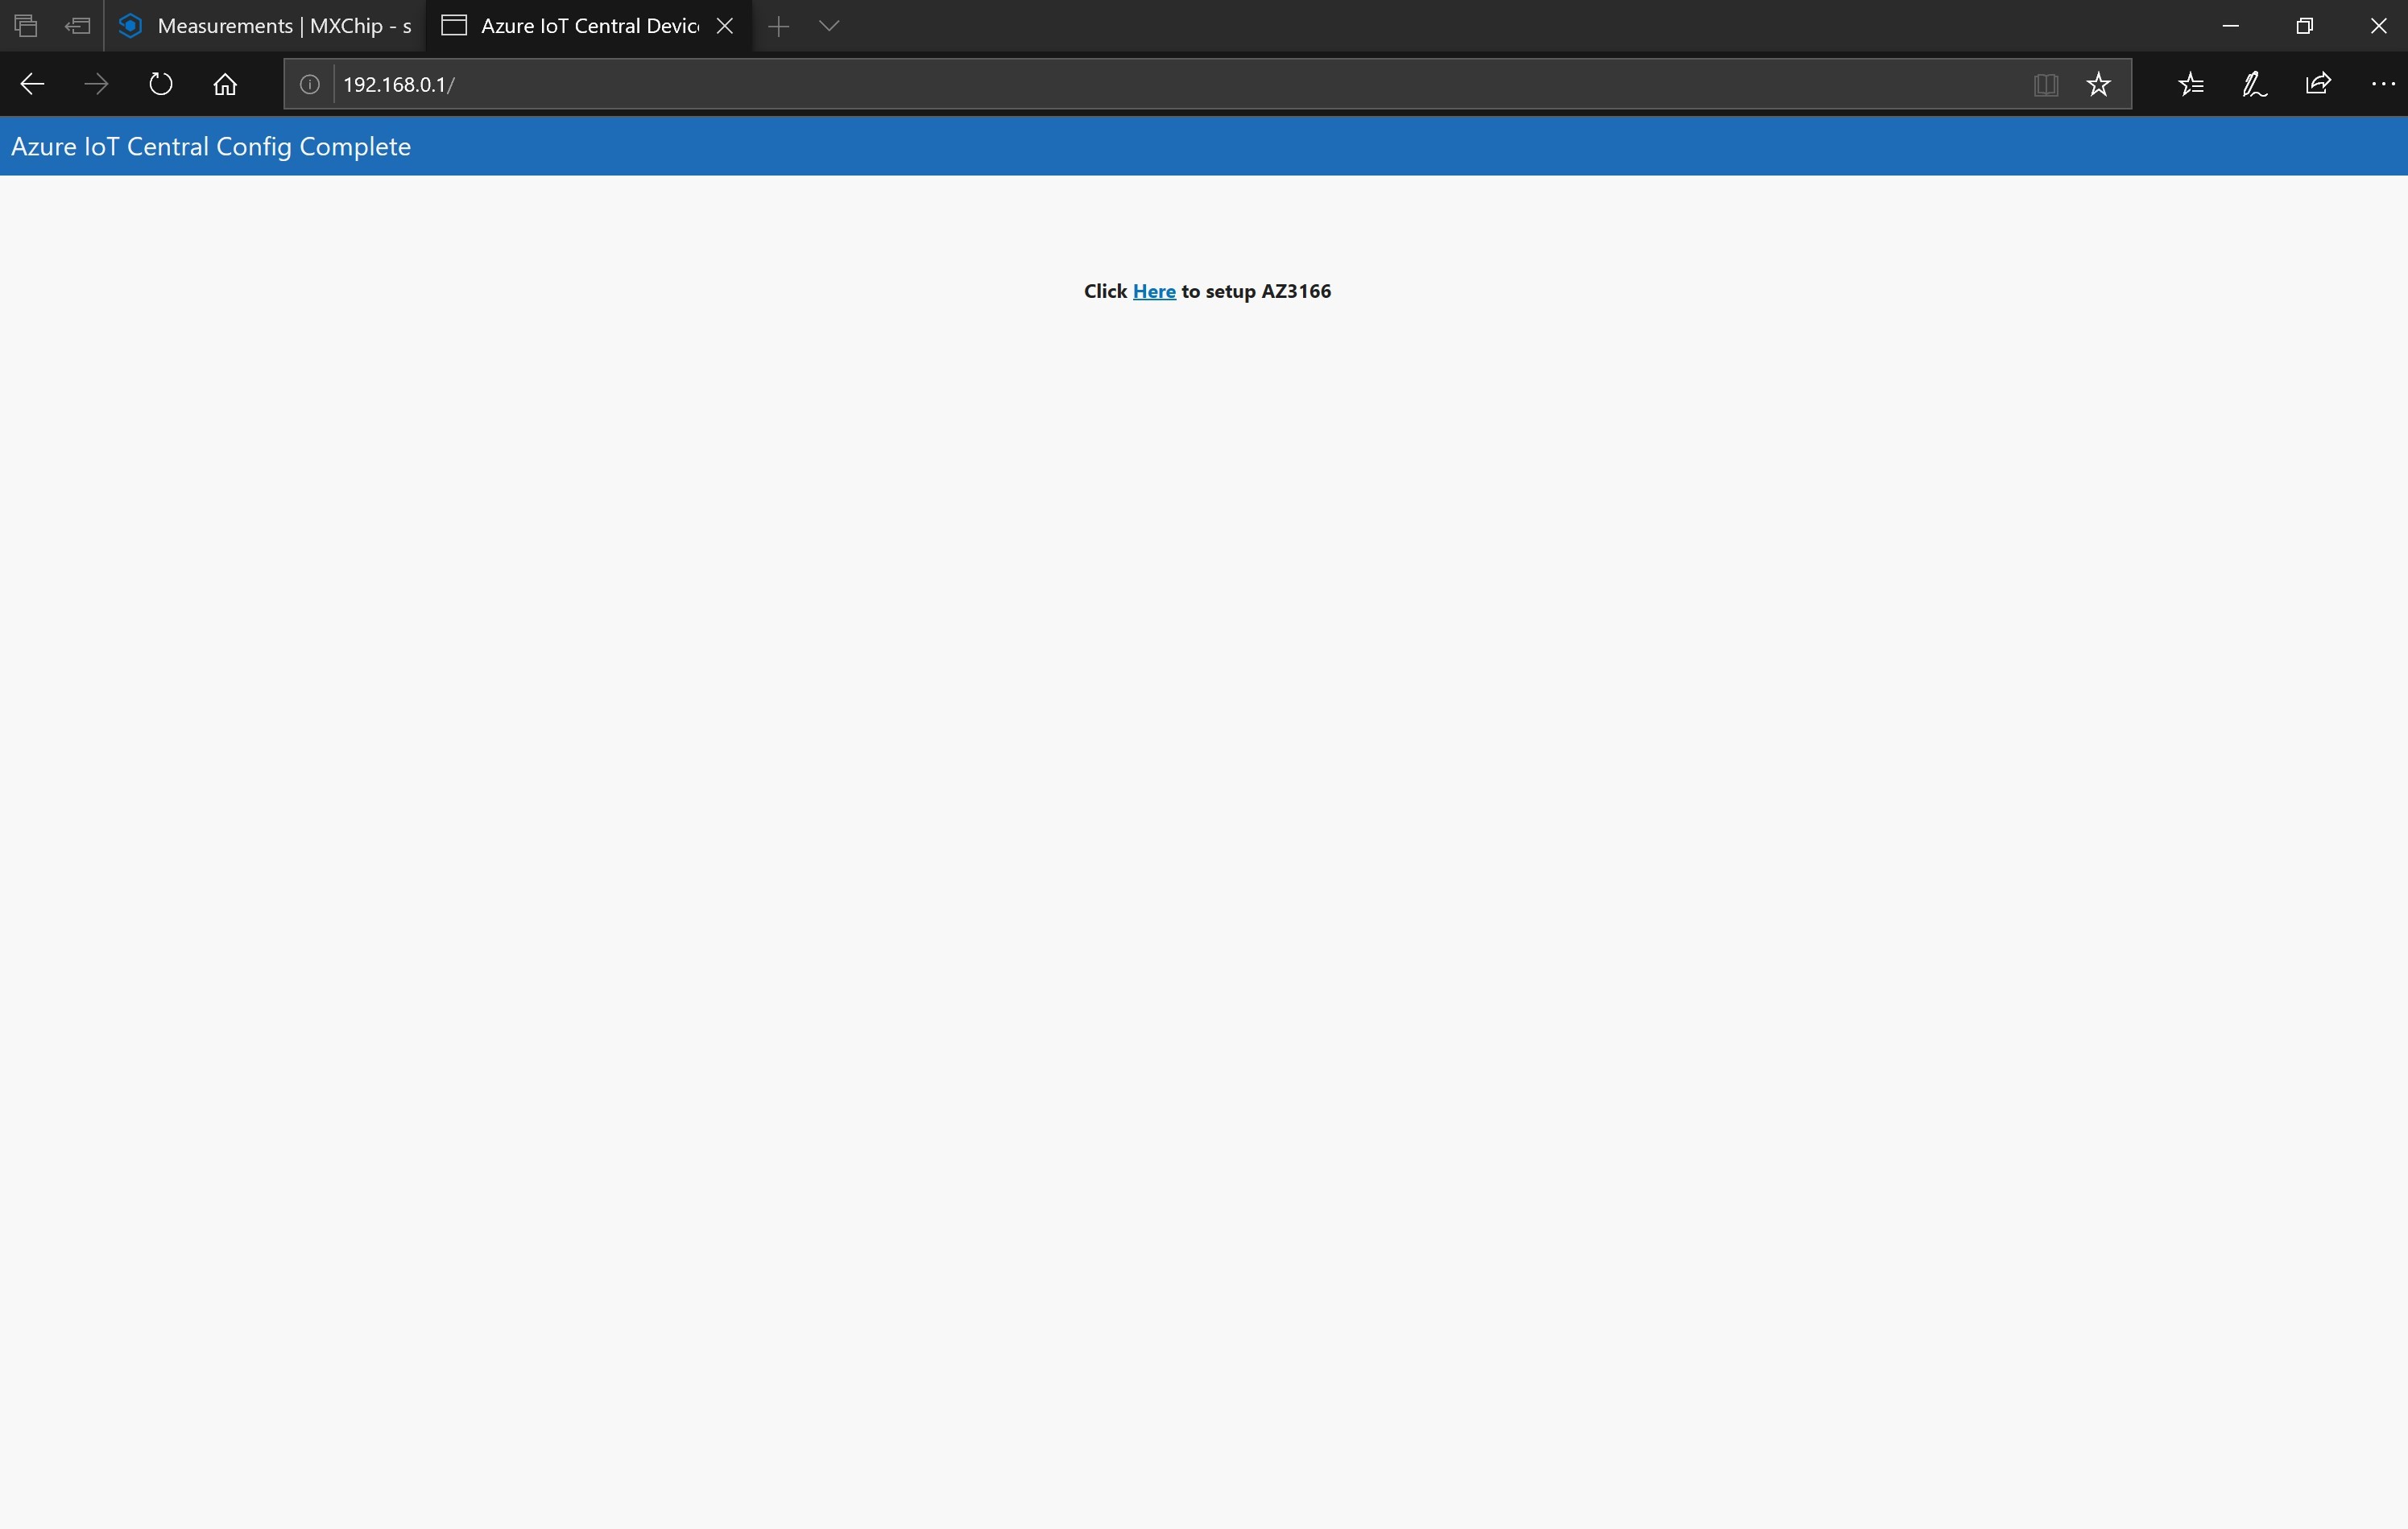 Measurements | MXChip - s
Azure IoT Central Devic
192.168.0.1/
Azure IoT Central Config Complete
Click Here to setup AZ3166